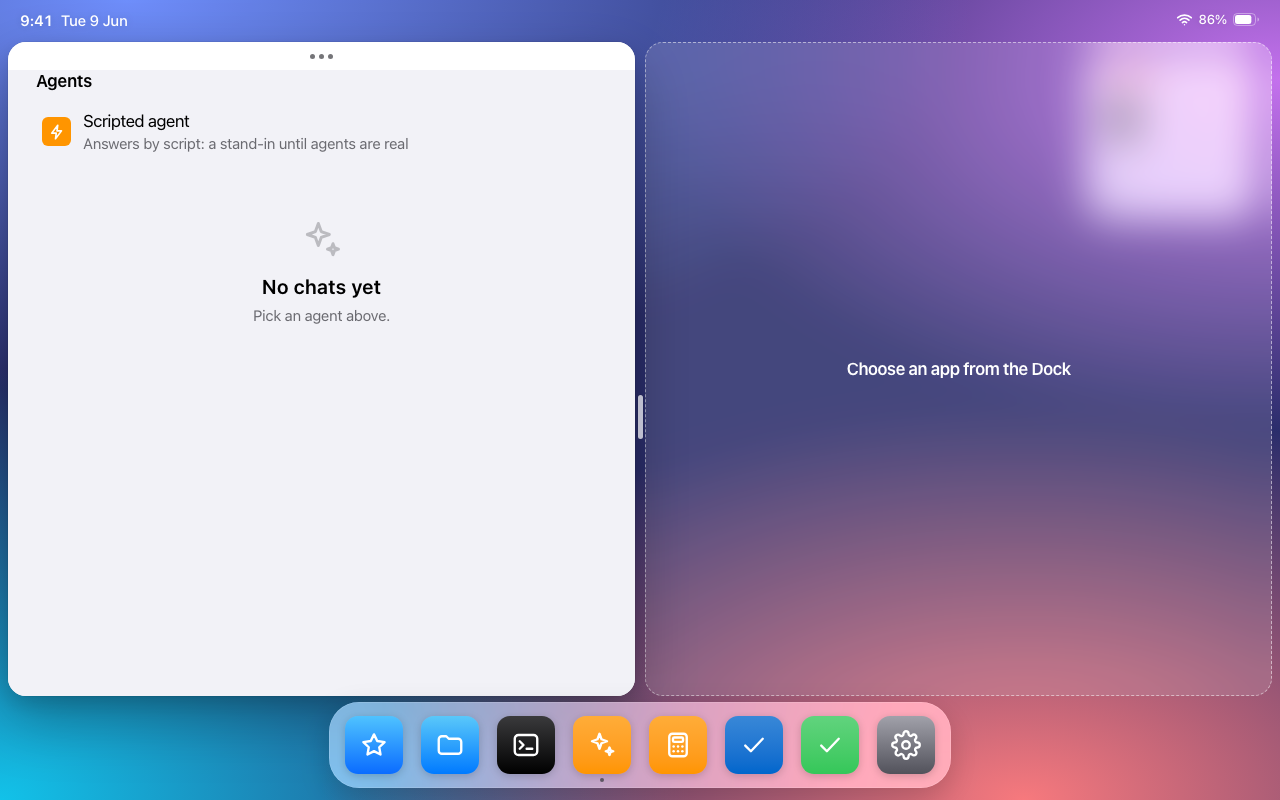 9:41 Tue 9 Jun
86%
Agents
Scripted agent
Answers by script: a stand-in until agents are real
No chats yet
Pick an agent above.
Choose an app from the Dock